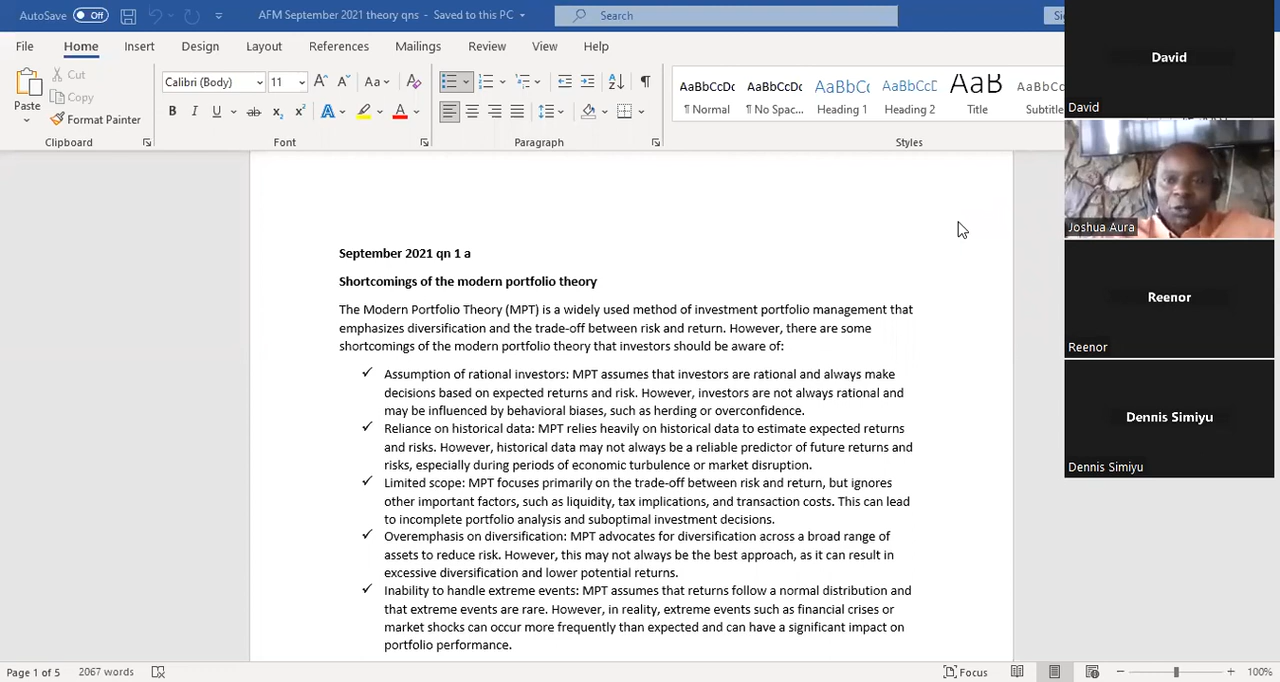 AutoSave Off AFM September 2021 theory qns - Saved to this PC Search
File Home Insert Design Layout References Mailings Review View Help
Paste Cut Copy Format Painter
Clipboard
Calibri (Body) 11 Aa
B I U ab x₂ x² A A
Font
Paragraph
AaBbCcDc AaBbCcDc AaBbCcD AaBbCcD AaB AaBbCcD
¶ Normal ¶ No Spac... Heading 1 Heading 2 Title Subtitle
Styles
September 2021 qn 1 a
Shortcomings of the modern portfolio theory
The Modern Portfolio Theory (MPT) is a widely used method of investment portfolio management that
emphasizes diversification and the trade-off between risk and return. However, there are some
shortcomings of the modern portfolio theory that investors should be aware of:
✓ Assumption of rational investors: MPT assumes that investors are rational and always make
decisions based on expected returns and risk. However, investors are not always rational and
may be influenced by behavioral biases, such as herding or overconfidence.
✓ Reliance on historical data: MPT relies heavily on historical data to estimate expected returns
and risks. However, historical data may not always be a reliable predictor of future returns and
risks, especially during periods of economic turbulence or market disruption.
✓ Limited scope: MPT focuses primarily on the trade-off between risk and return, but ignores
other important factors, such as liquidity, tax implications, and transaction costs. This can lead
to incomplete portfolio analysis and suboptimal investment decisions.
✓ Overemphasis on diversification: MPT advocates for diversification across a broad range of
assets to reduce risk. However, this may not always be the best approach, as it can result in
excessive diversification and lower potential returns.
✓ Inability to handle extreme events: MPT assumes that returns follow a normal distribution and
that extreme events are rare. However, in reality, extreme events such as financial crises or
market shocks can occur more frequently than expected and can have a significant impact on
portfolio performance.
Page 1 of 5 2067 words Focus 100%
David
David
Joshua Aura
Reenor
Reenor
Dennis Simiyu
Dennis Simiyu